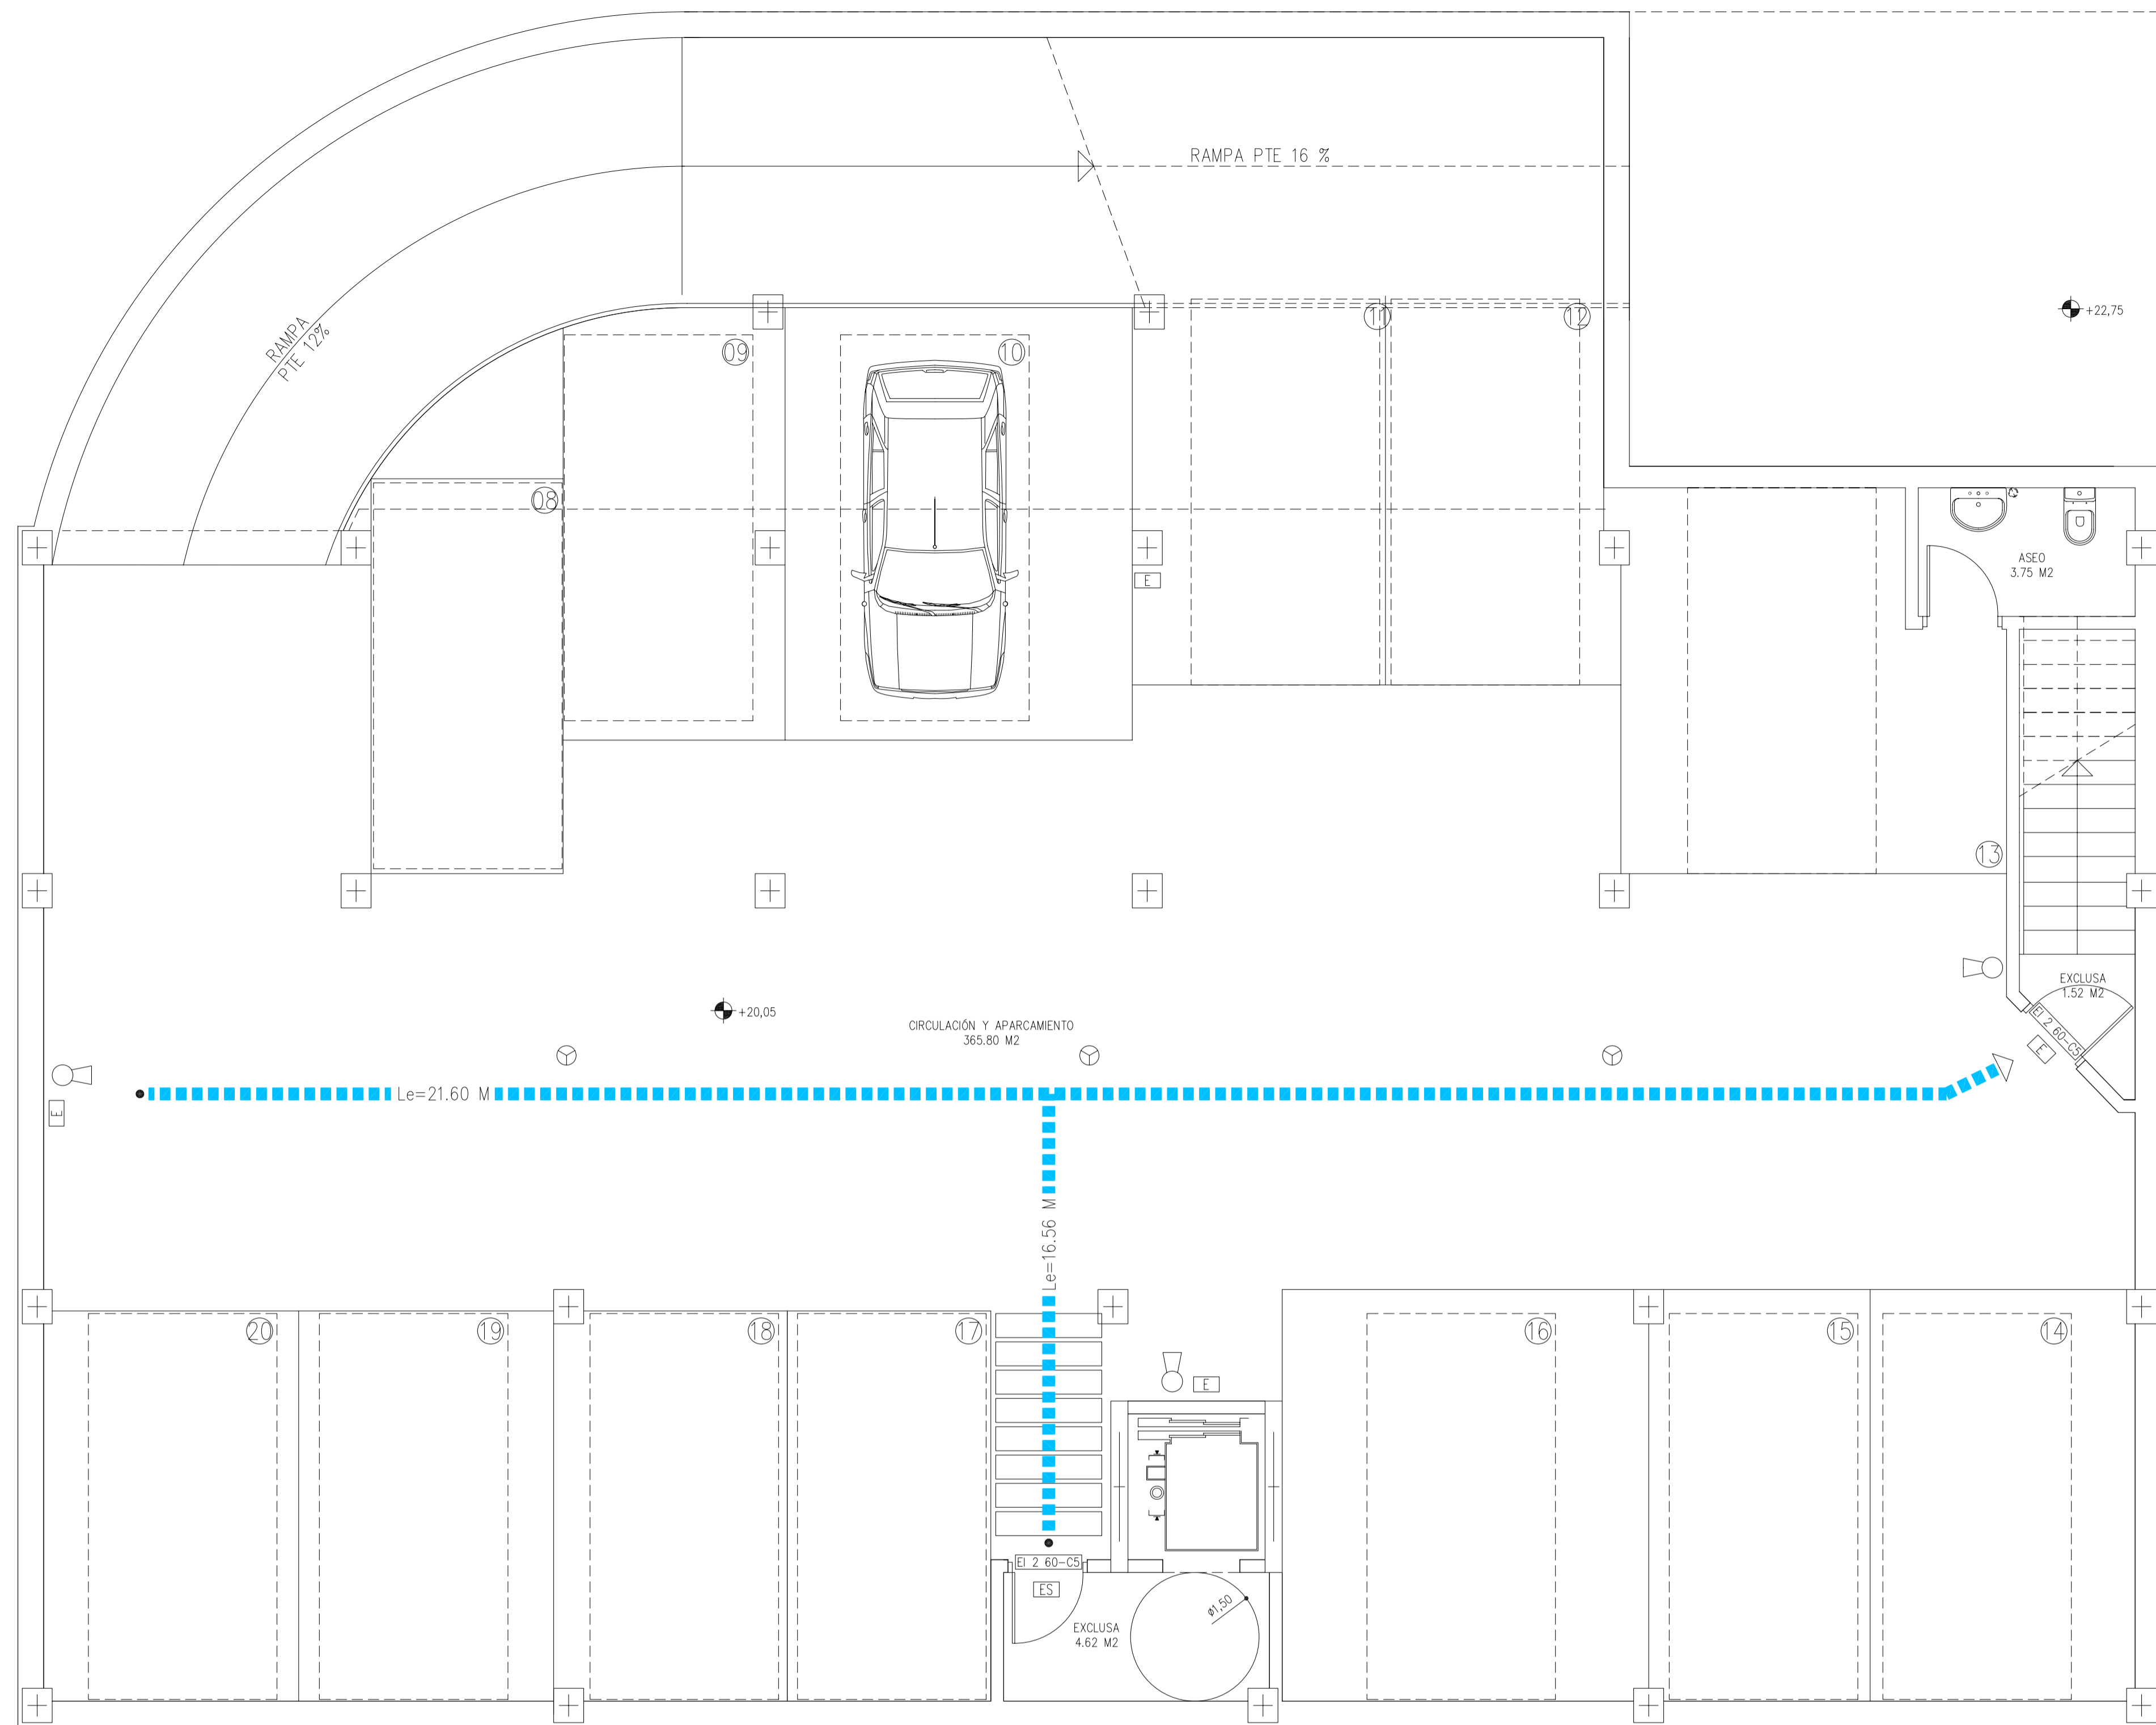 RAMPA PTE 16 %
RAMPA
PTE 12%
+22,75
11
12
09
10
08
ASEO
3.75 M2
E
13
EXCLUSA
1.52 M2
+20,05
CIRCULACIÓN Y APARCAMIENTO
365.80 M2
EI 2 60-C5
E
Le=21.60 M
E
Le=16.56 M
20
19
18
17
16
15
14
E
EI 2 60-C5
ES
ø1,50
EXCLUSA
4.62 M2